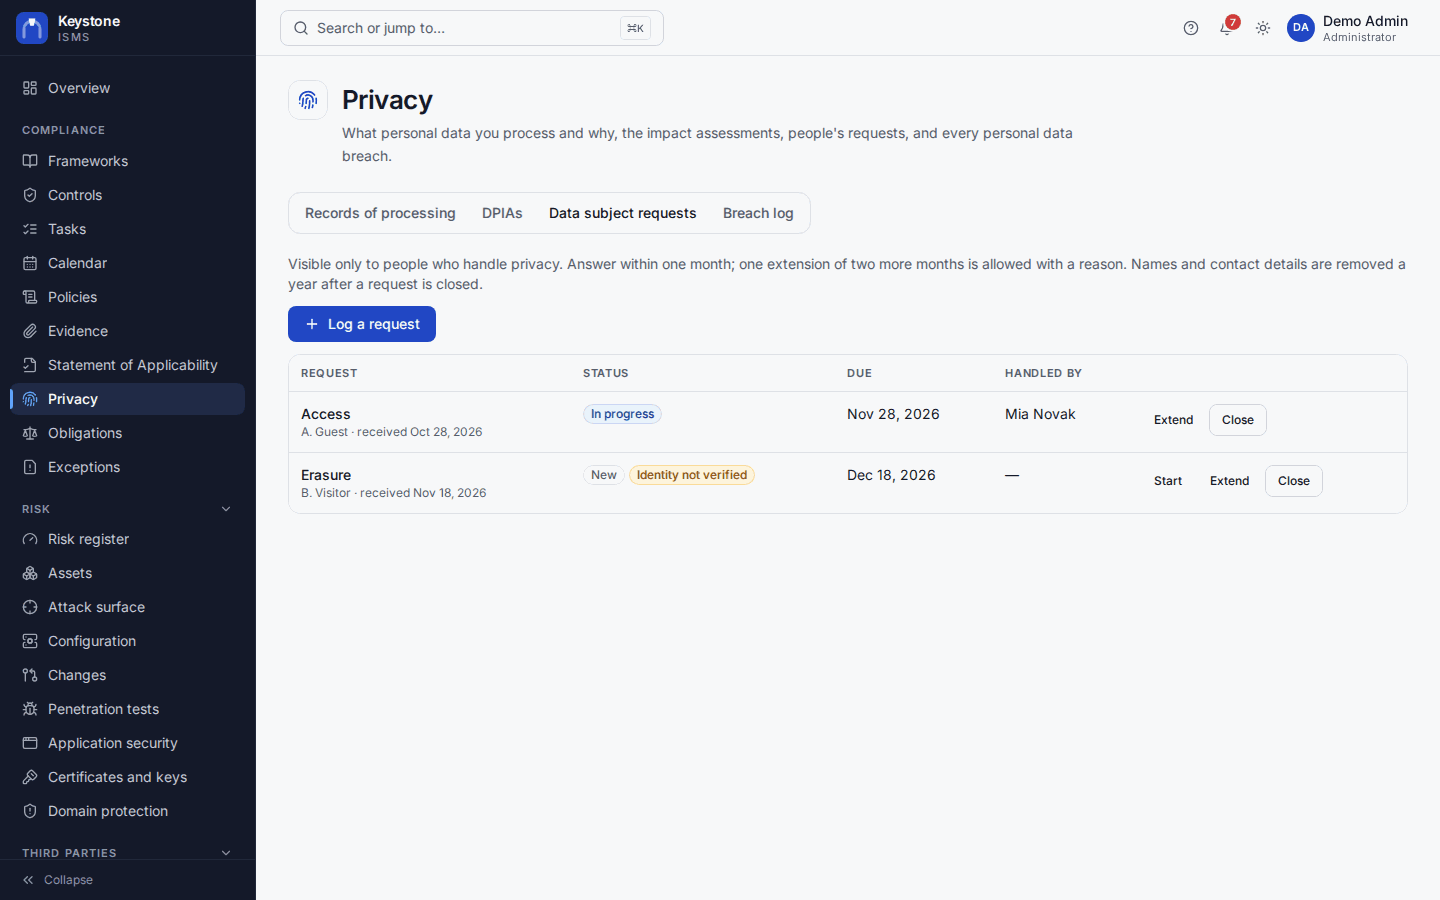 Keystone
ISMS
Search or jump to...
⌘K
7
DA
Demo Admin
Administrator
Overview
COMPLIANCE
Frameworks
Controls
Tasks
Calendar
Policies
Evidence
Statement of Applicability
Privacy
Obligations
Exceptions
RISK
Risk register
Assets
Attack surface
Configuration
Changes
Penetration tests
Application security
Certificates and keys
Domain protection
THIRD PARTIES
Collapse
Privacy
What personal data you process and why, the impact assessments, people's requests, and every personal data
breach.
Records of processing DPIAs Data subject requests Breach log
Visible only to people who handle privacy. Answer within one month; one extension of two more months is allowed with a reason. Names and contact details are removed a
year after a request is closed.
+ Log a request
REQUEST STATUS DUE HANDLED BY
Access In progress Nov 28, 2026 Mia Novak Extend Close
A. Guest · received Oct 28, 2026
Erasure New Identity not verified Dec 18, 2026 — Start Extend Close
B. Visitor · received Nov 18, 2026